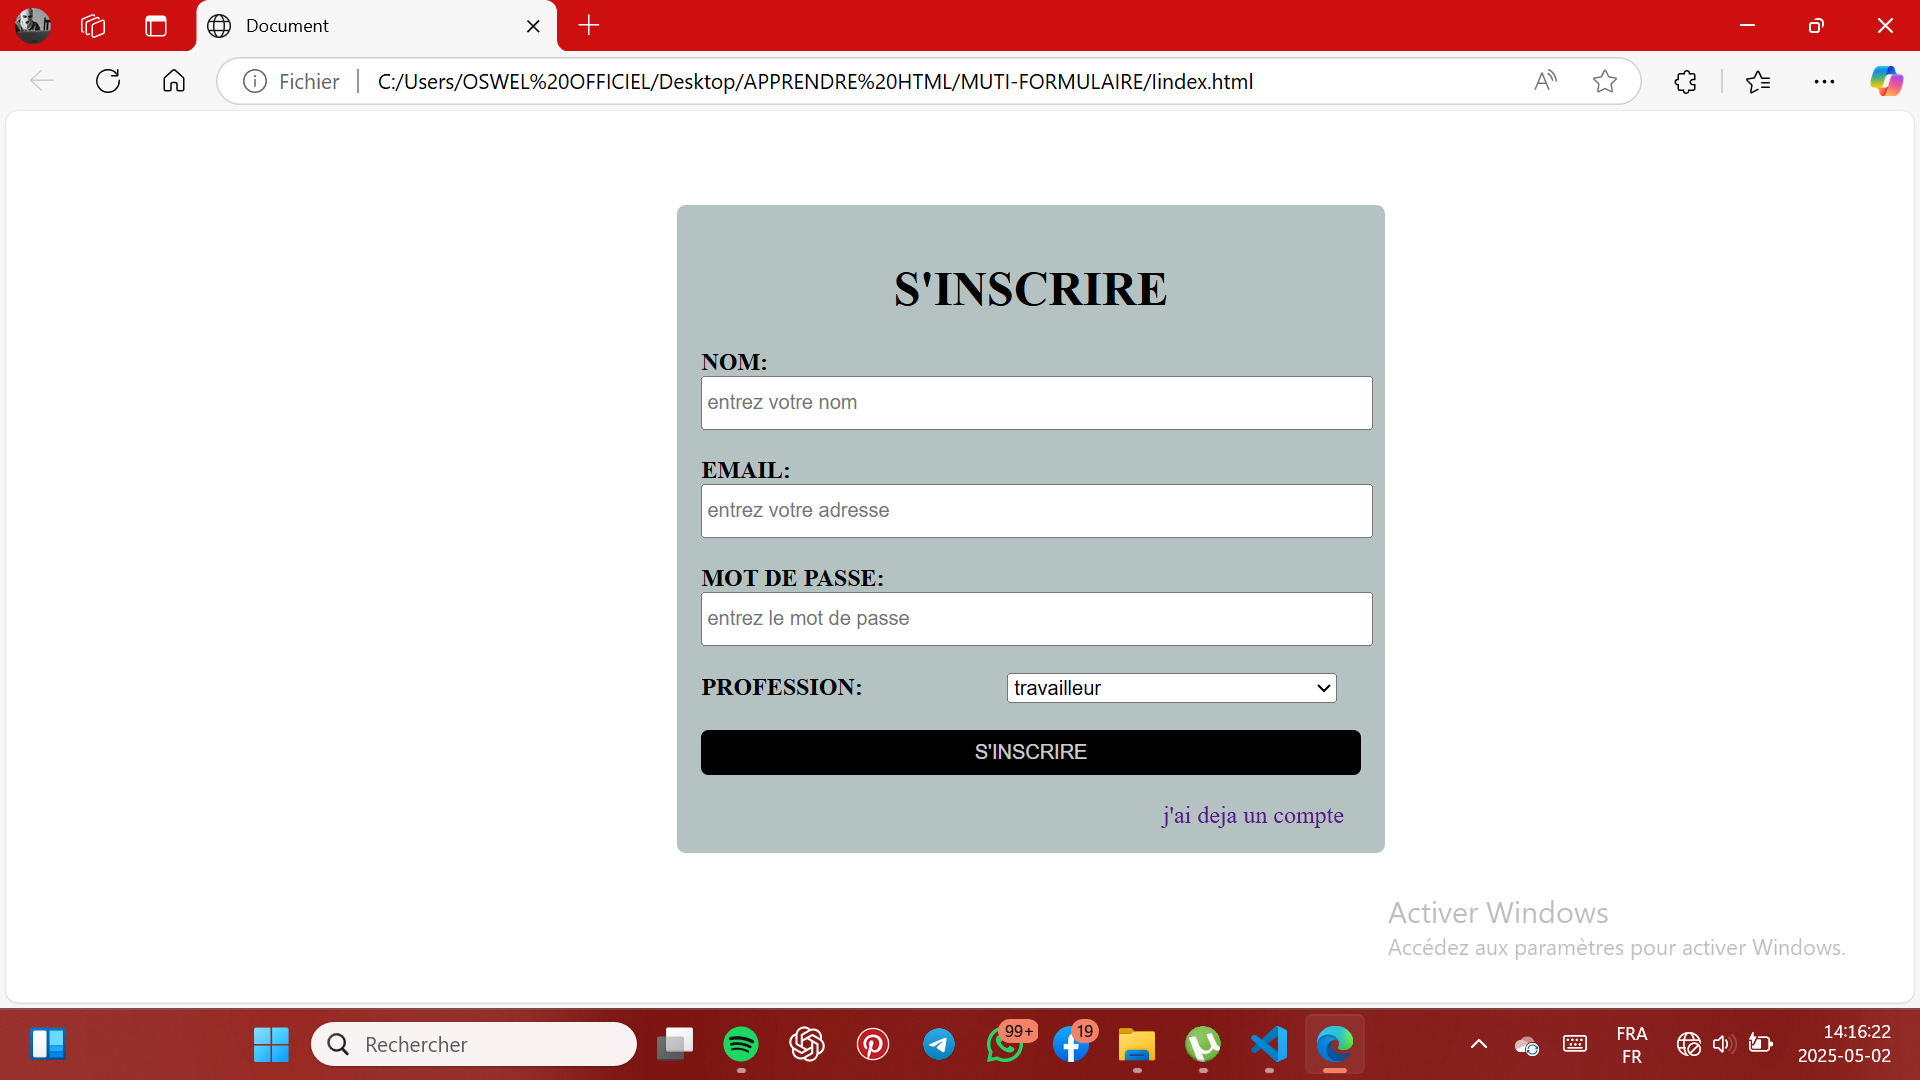 Document
Fichier
C:/Users/OSWEL%20OFFICIEL/Desktop/APPRENDRE%20HTML/MUTI-FORMULAIRE/Iindex.html
S'INSCRIRE
NOM:
entrez votre nom
EMAIL:
entrez votre adresse
MOT DE PASSE:
entrez le mot de passe
PROFESSION:
travailleur
S'INSCRIRE
j'ai deja un compte
Activer Windows
Accédez aux paramètres pour activer Windows.
Rechercher
99+
19
FRA
FR
14:16:22
2025-05-02